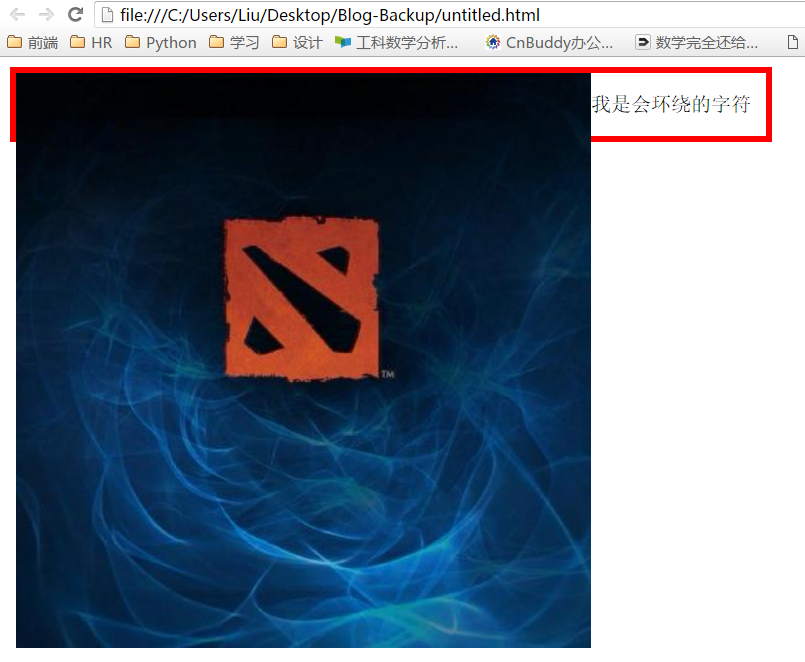 file:///C:/Users/Liu/Desktop/Blog-Backup/untitled.html
前端 HR Python 学习 设计 工科数学分析... CnBuddy办公... 数学完全还给...
我是会环绕的字符
TM